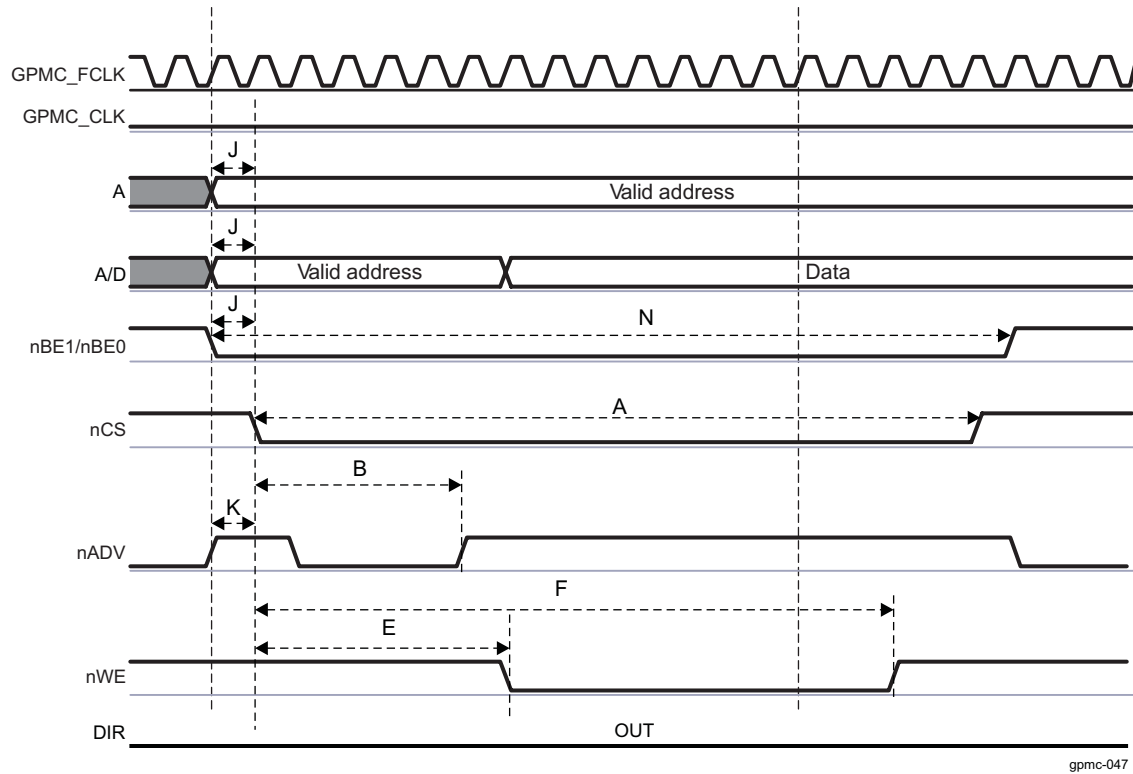 GPMC_FCLK
GPMC_CLK
J
A
Valid address
J
A/D
Valid address
Data
J
N
nBE1/nBE0
A
nCS
B
K
nADV
F
E
nWE
DIR
OUT
gpmc-047